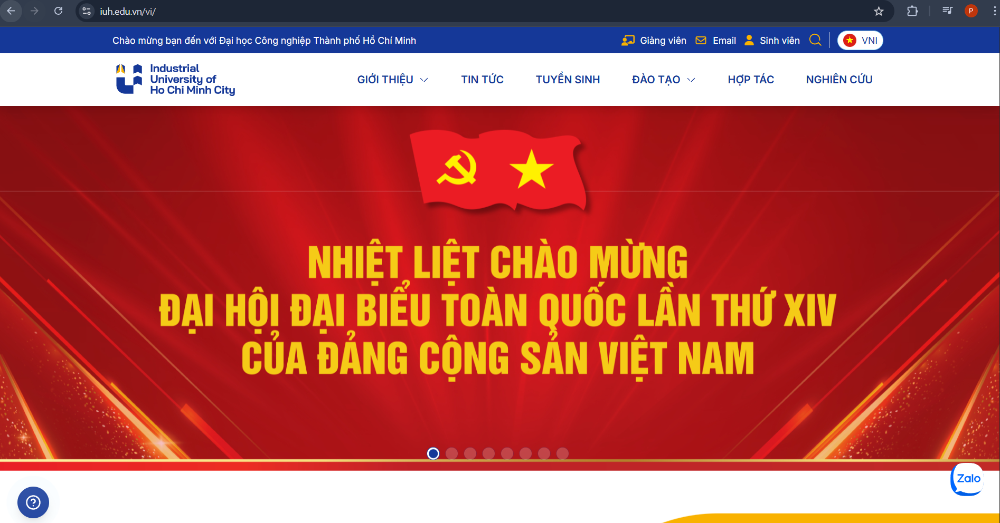 iuh.edu.vn/vi/
P
Chào mừng bạn đến với Đại học Công nghiệp Thành phố Hồ Chí Minh
Giảng viên
Email
Sinh viên
VNI
Industrial
University of
Ho Chi Minh City
GIỚI THIỆU
TIN TỨC
TUYỂN SINH
ĐÀO TẠO
HỢP TÁC
NGHIÊN CỨU
NHIỆT LIỆT CHÀO MỪNG
ĐẠI HỘI ĐẠI BIỂU TOÀN QUỐC LẦN THỨ XIV
CỦA ĐẢNG CỘNG SẢN VIỆT NAM
Zalo